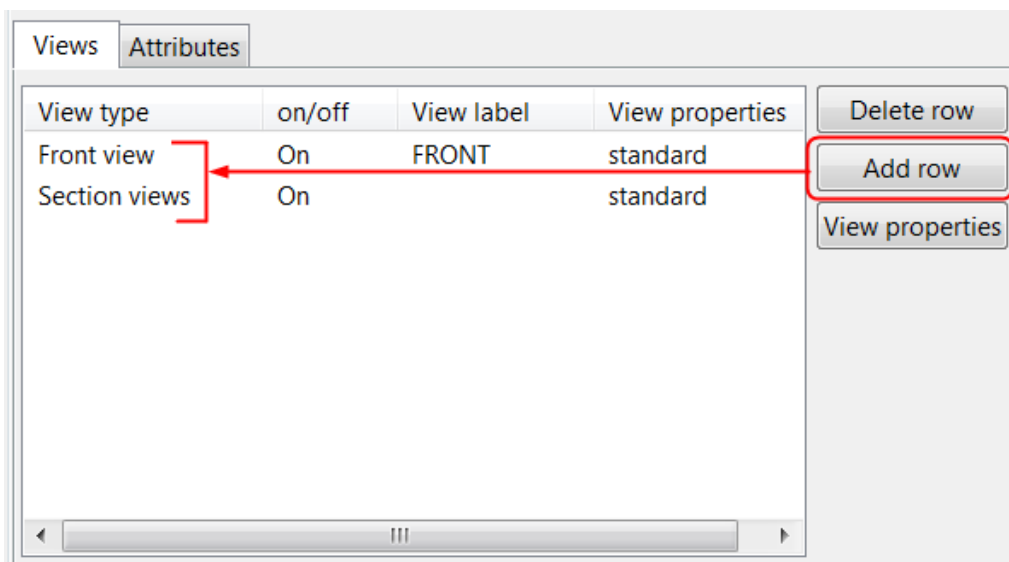 Views Attributes
View type on/off View label View properties Delete row
Front view On FRONT standard Add row
Section views On standard
View properties